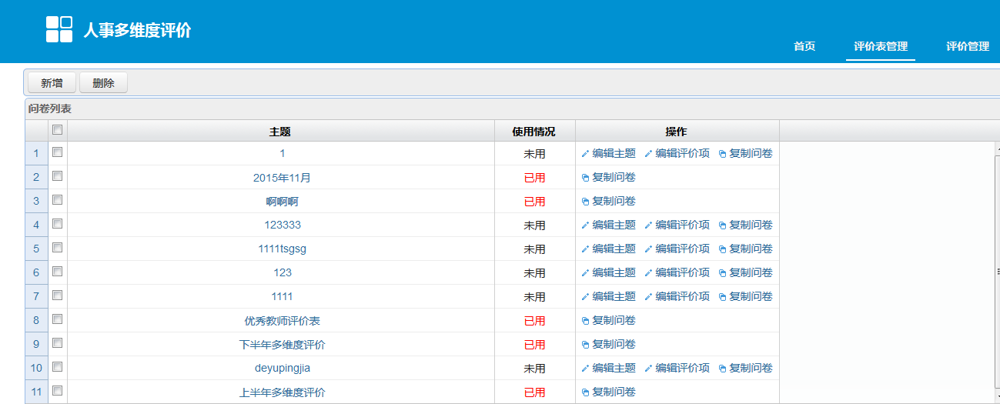 人事多维度评价
首页 评价表管理 评价管理
新增 删除
问卷列表
主题 使用情况 操作
1 1 未用 编辑主题 编辑评价项 复制问卷
2 2015年11月 已用 复制问卷
3 啊啊啊 已用 复制问卷
4 123333 未用 编辑主题 编辑评价项 复制问卷
5 1111tsgsg 未用 编辑主题 编辑评价项 复制问卷
6 123 未用 编辑主题 编辑评价项 复制问卷
7 1111 未用 编辑主题 编辑评价项 复制问卷
8 优秀教师评价表 已用 复制问卷
9 下半年多维度评价 已用 复制问卷
10 deyupingjia 未用 编辑主题 编辑评价项 复制问卷
11 上半年多维度评价 已用 复制问卷